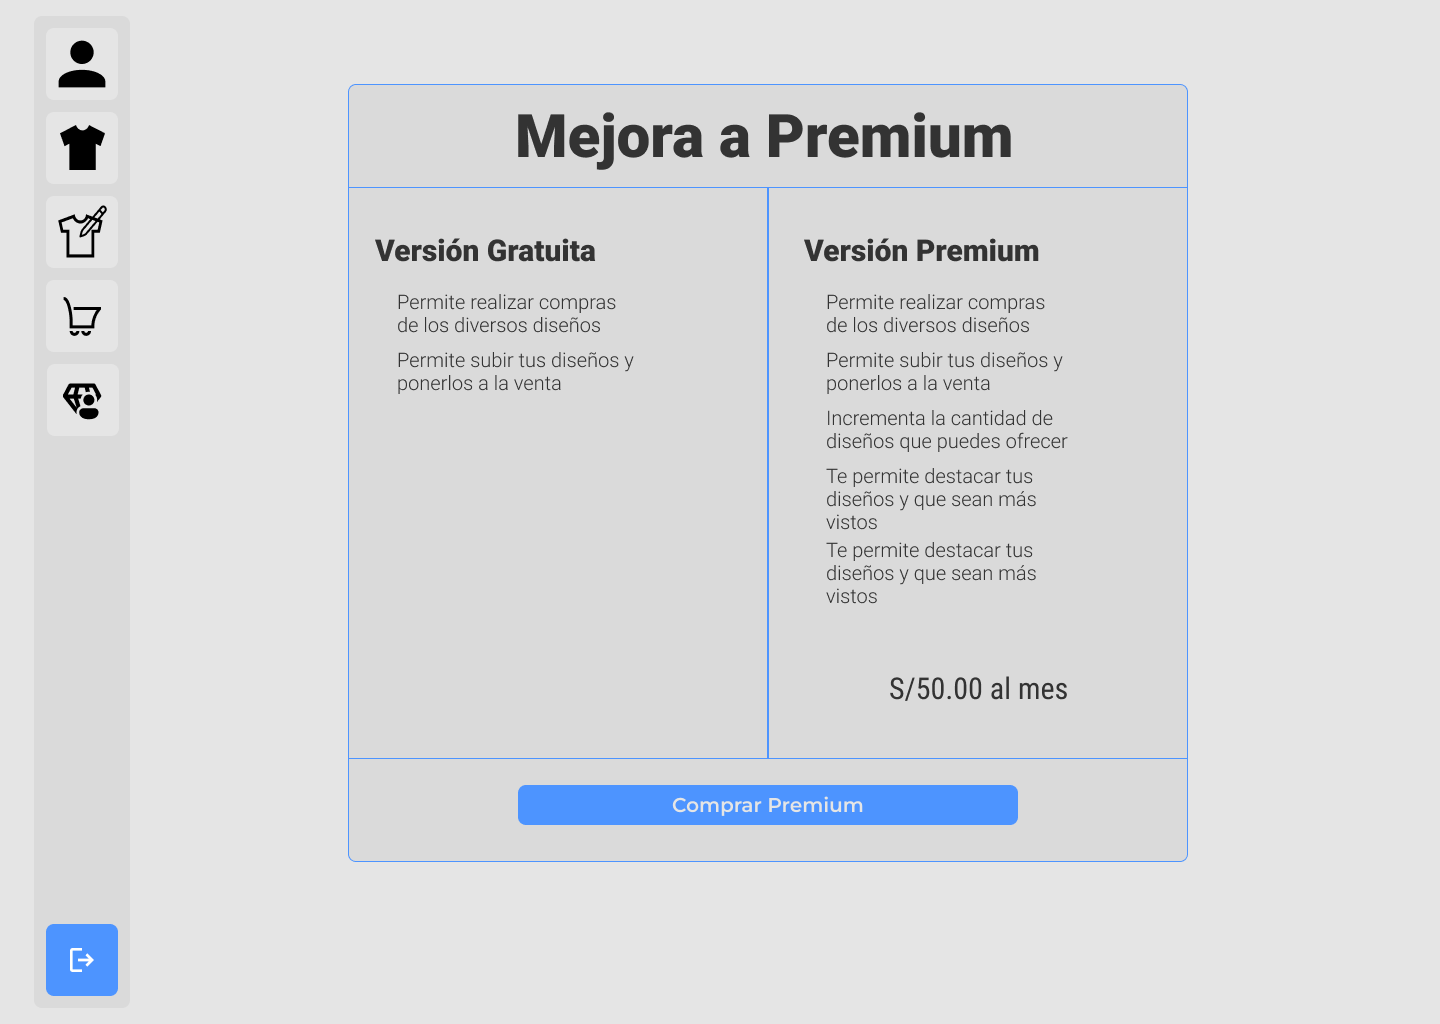 Mejora a Premium
Versión Gratuita
Permite realizar compras
de los diversos diseños
Permite subir tus diseños y
ponerlos a la venta
Versión Premium
Permite realizar compras
de los diversos diseños
Permite subir tus diseños y
ponerlos a la venta
Incrementa la cantidad de
diseños que puedes ofrecer
Te permite destacar tus
diseños y que sean más
vistos
Te permite destacar tus
diseños y que sean más
vistos
S/50.00 al mes
Comprar Premium